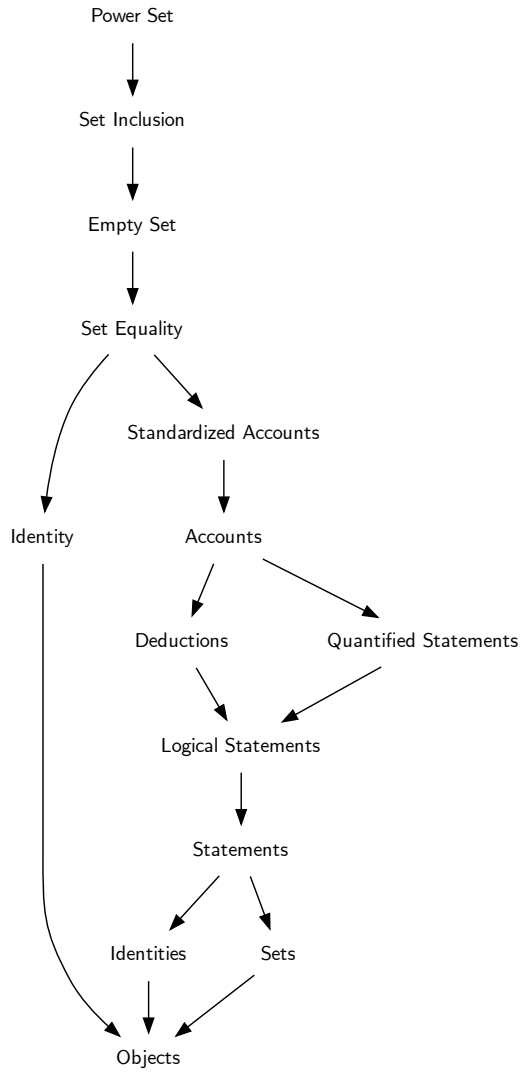 Power Set
Set Inclusion
Empty Set
Set Equality
Standardized Accounts
Identity
Accounts
Deductions
Quantified Statements
Logical Statements
Statements
Identities
Sets
Objects